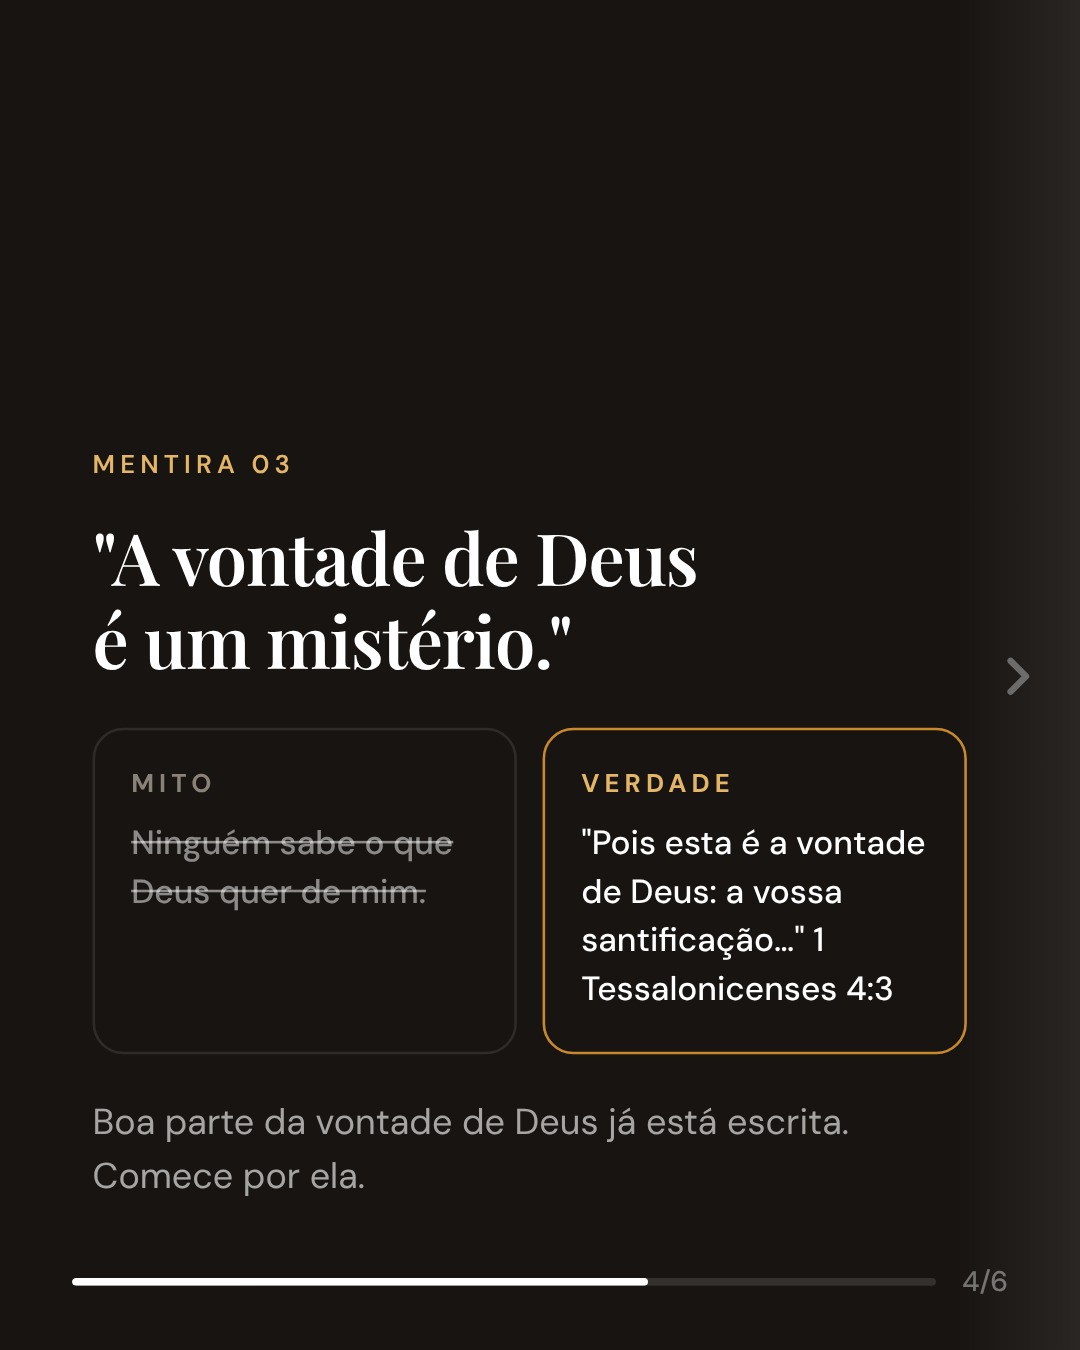 MENTIRA 03
"A vontade de Deus
é um mistério."
MITO
Ninguém sabe o que
Deus quer de mim.
VERDADE
"Pois esta é a vontade
de Deus: a vossa
santificação..." 1
Tessalonicenses 4:3
Boa parte da vontade de Deus já está escrita.
Comece por ela.
4/6